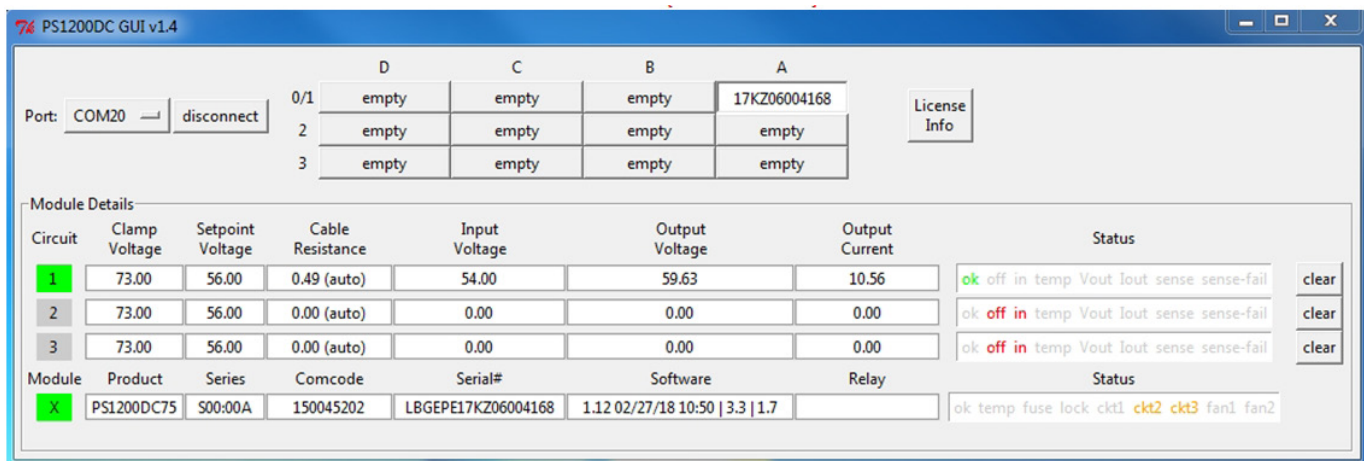 PS1200DC GUI v1.4
D C B A
Port: COM20 disconnect 0/1 empty empty empty 17KZ06004168 License Info
2 empty empty empty empty
3 empty empty empty empty
Module Details
Circuit Clamp Voltage Setpoint Voltage Cable Resistance Input Voltage Output Voltage Output Current Status
1 73.00 56.00 0.49 (auto) 54.00 59.63 10.56 ok off in temp Vout Iout sense sense-fail clear
2 73.00 56.00 0.00 (auto) 0.00 0.00 0.00 ok off in temp Vout Iout sense sense-fail clear
3 73.00 56.00 0.00 (auto) 0.00 0.00 0.00 ok off in temp Vout Iout sense sense-fail clear
Module Product Series Comcode Serial# Software Relay Status
X PS1200DC75 S00:00A 150045202 LBGEPE17KZ06004168 1.12 02/27/18 10:50 | 3.3 | 1.7 ok temp fuse lock ckt1 ckt2 ckt3 fan1 fan2